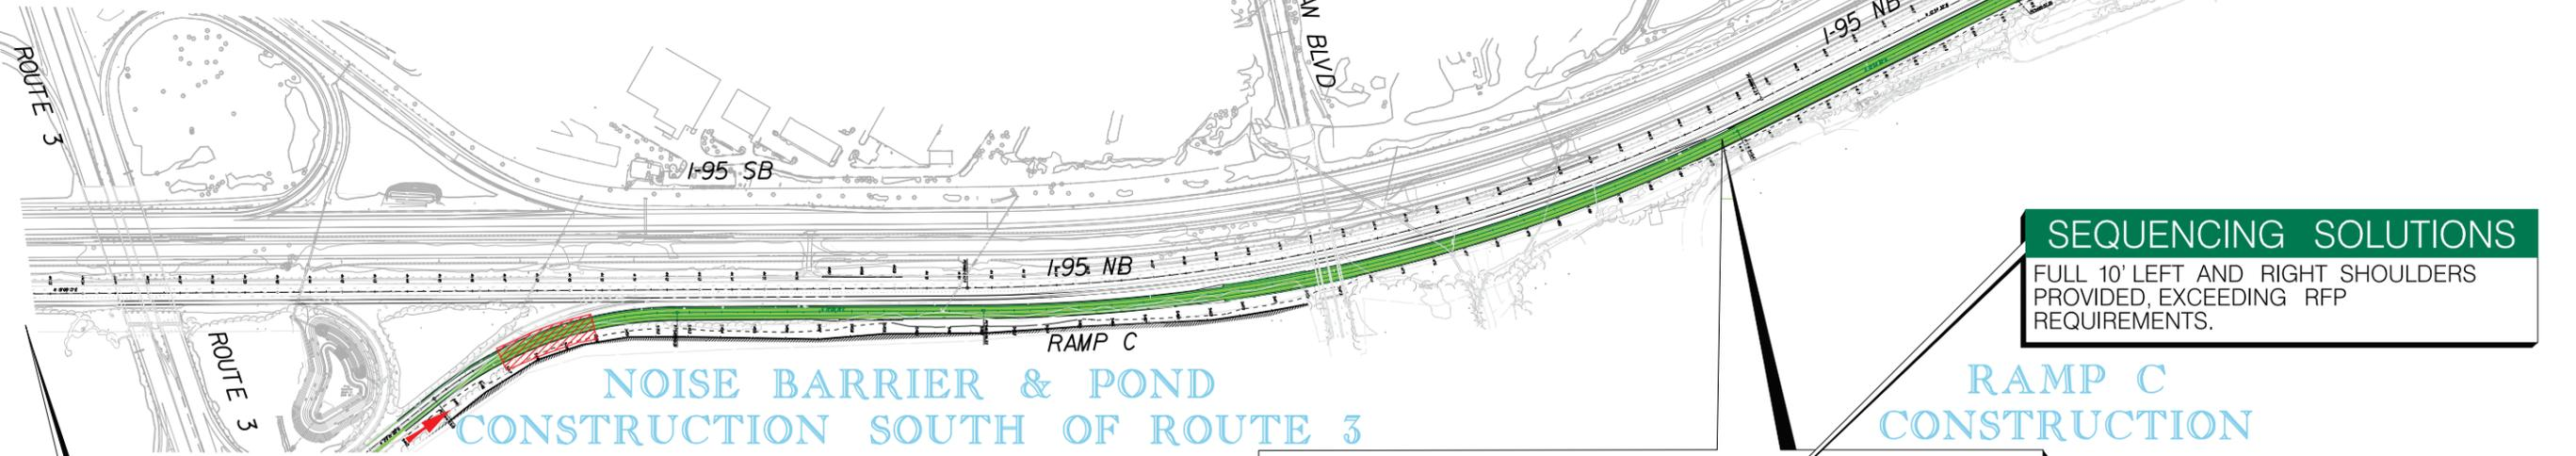 ROUTE 3
I-95 SB
BLVD
I-95 NB
I-95 NB
SEQUENCING SOLUTIONS
FULL 10' LEFT AND RIGHT SHOULDERS
PROVIDED, EXCEEDING RFP
REQUIREMENTS.
ROUTE 3
RAMP C
NOISE BARRIER & POND
CONSTRUCTION SOUTH OF ROUTE 3
RAMP C
CONSTRUCTION